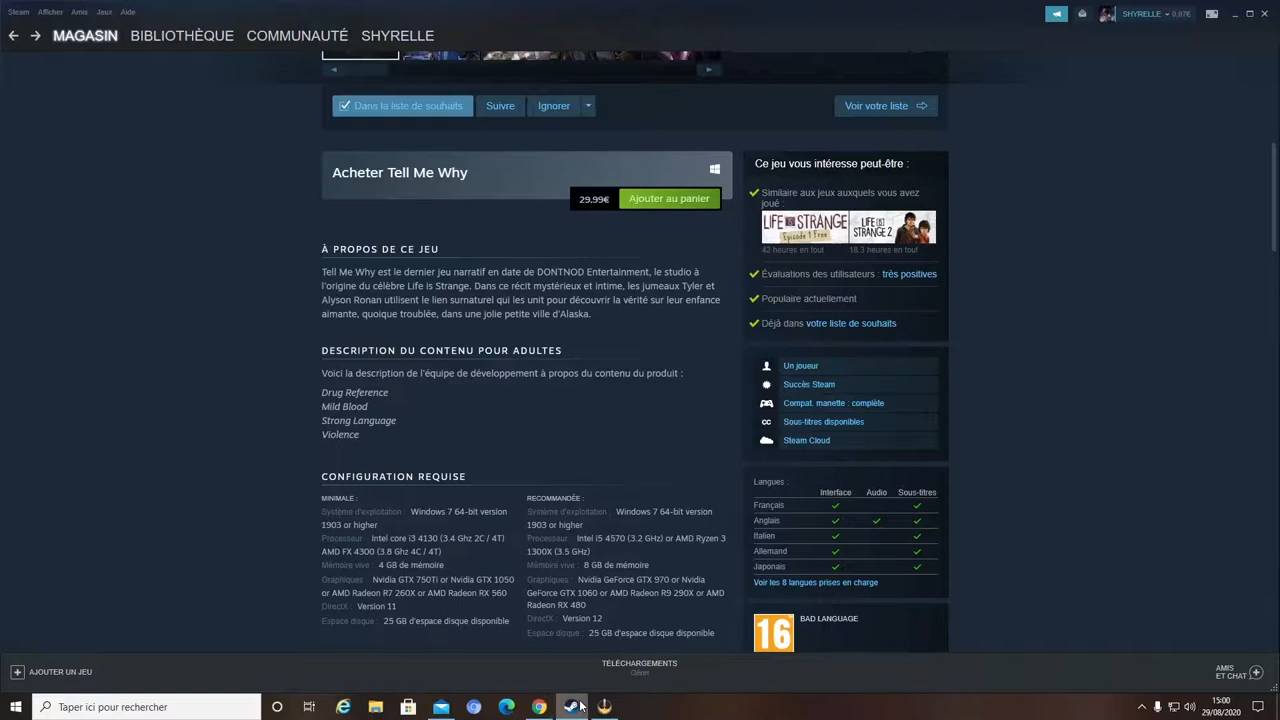 Steam Afficher Amis Jeux Aide
SHYRELLE 0,07€
MAGASIN BIBLIOTHÈQUE COMMUNAUTÉ SHYRELLE
Dans la liste de souhaits Suivre Ignorer Voir votre liste
Acheter Tell Me Why
29,99€ Ajouter au panier
À PROPOS DE CE JEU
Tell Me Why est le dernier jeu narratif en date de DONTNOD Entertainment, le studio à
l'origine du célèbre Life is Strange. Dans ce récit mystérieux et intime, les jumeaux Tyler et
Alyson Ronan utilisent le lien surnaturel qui les unit pour découvrir la vérité sur leur enfance
aimante, quoique troublée, dans une jolie petite ville d'Alaska.
DESCRIPTION DU CONTENU POUR ADULTES
Voici la description de l'équipe de développement à propos du contenu du produit :
Drug Reference
Mild Blood
Strong Language
Violence
CONFIGURATION REQUISE
MINIMALE :
Système d'exploitation : Windows 7 64-bit version
1903 or higher
Processeur : Intel core i3 4130 (3.4 Ghz 2C / 4T)
AMD FX 4300 (3.8 Ghz 4C / 4T)
Mémoire vive : 4 GB de mémoire
Graphiques : Nvidia GTX 750Ti or Nvidia GTX 1050
or AMD Radeon R7 260X or AMD Radeon RX 560
DirectX : Version 11
Espace disque : 25 GB d'espace disque disponible
RECOMMANDÉE :
Système d'exploitation : Windows 7 64-bit version
1903 or higher
Processeur : Intel i5 4570 (3.2 GHz) or AMD Ryzen 3
1300X (3.5 GHz)
Mémoire vive : 8 GB de mémoire
Graphiques : Nvidia GeForce GTX 970 or Nvidia
GeForce GTX 1060 or AMD Radeon R9 290X or AMD
Radeon RX 480
DirectX : Version 12
Espace disque : 25 GB d'espace disque disponible
Ce jeu vous intéresse peut-être :
Similaire aux jeux auxquels vous avez
joué :
LIFE IS STRANGE
Episode 1 Free
LIFE IS
STRANGE 2
42 heures en tout 18.3 heures en tout
Évaluations des utilisateurs : très positives
Populaire actuellement
Déjà dans votre liste de souhaits
Un joueur
Succès Steam
Compat. manette : complète
CC Sous-titres disponibles
Steam Cloud
Langues :
Interface Audio Sous-titres
Français
Anglais
Italien
Allemand
Japonais
Voir les 8 langues prises en charge
16 BAD LANGUAGE
AJOUTER UN JEU
TÉLÉCHARGEMENTS
Gérer
AMIS
ET CHAT
Taper ici pour rechercher
15:00
29/08/2020